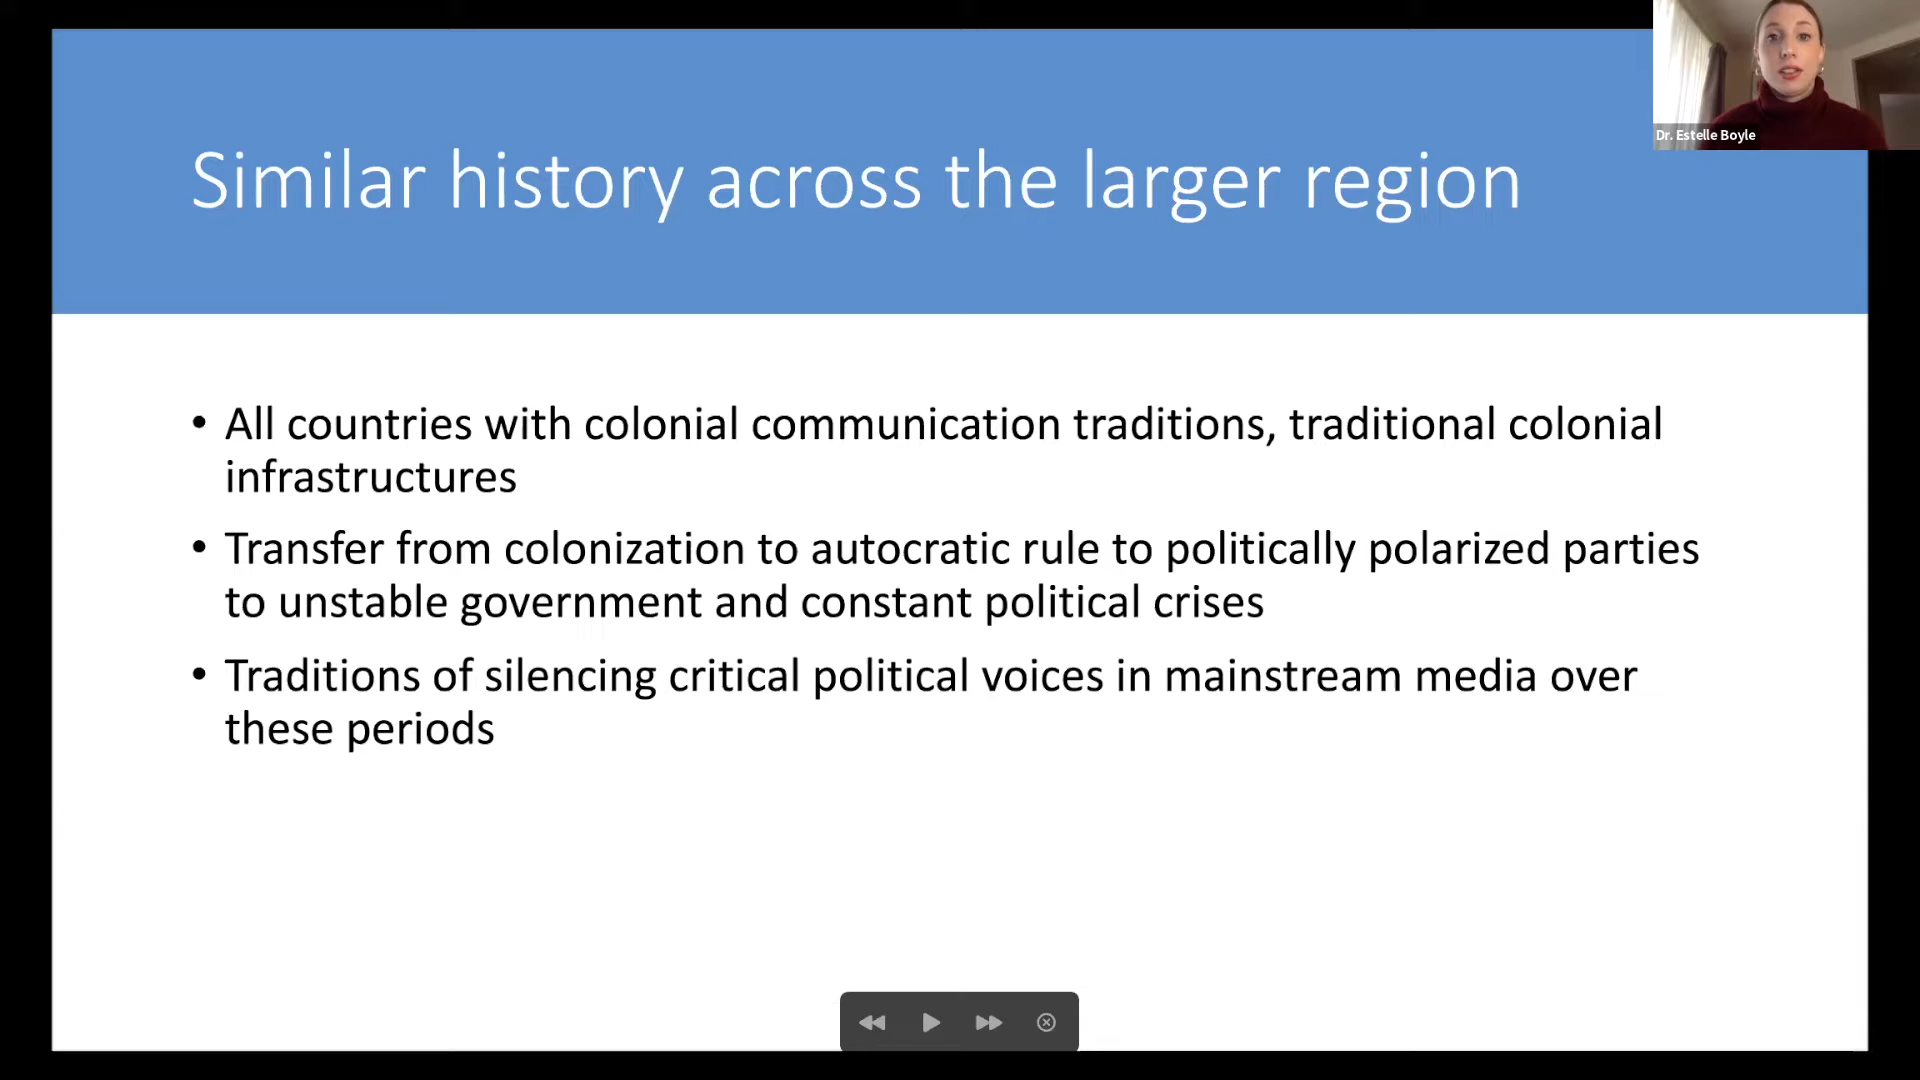 Dr. Estelle Boyle
Similar history across the larger region
• All countries with colonial communication traditions, traditional colonial
infrastructures
• Transfer from colonization to autocratic rule to politically polarized parties
to unstable government and constant political crises
• Traditions of silencing critical political voices in mainstream media over
these periods